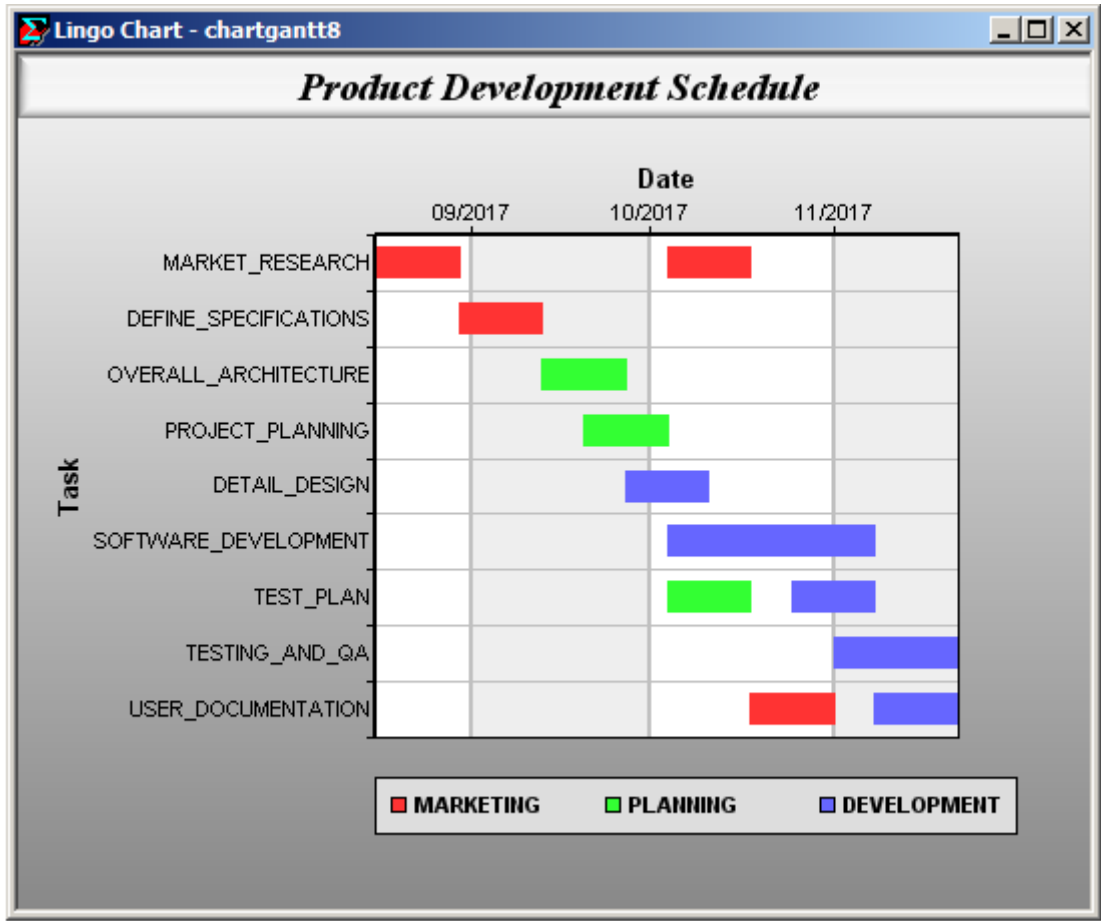 Lingo Chart - chartgantt8
Product Development Schedule
Date
09/2017 10/2017 11/2017
Task
MARKET_RESEARCH
DEFINE_SPECIFICATIONS
OVERALL_ARCHITECTURE
PROJECT_PLANNING
DETAIL_DESIGN
SOFTWARE_DEVELOPMENT
TEST_PLAN
TESTING_AND_QA
USER_DOCUMENTATION
MARKETING PLANNING DEVELOPMENT